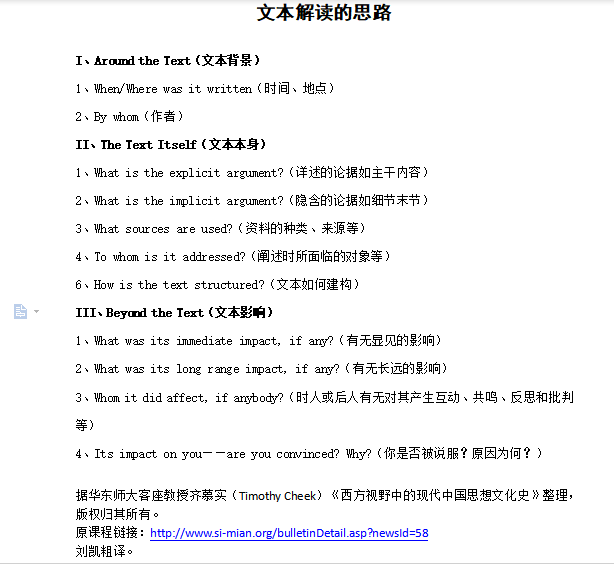 文本解读的思路
I、Around the Text（文本背景）
1、When/Where was it written（时间、地点）
2、By whom（作者）
II、The Text Itself（文本本身）
1、What is the explicit argument?（详述的论据如主干内容）
2、What is the implicit argument?（隐含的论据如细节末节）
3、What sources are used?（资料的种类、来源等）
4、To whom is it addressed?（阐述时所面临的对象等）
6、How is the text structured?（文本如何建构）
III、Beyond the Text（文本影响）
1、What was its immediate impact, if any?（有无显见的影响）
2、What was its long range impact, if any?（有无长远的影响）
3、Whom it did affect, if anybody?（时人或后人有无对其产生互动、共鸣、反思和批判
等）
4、Its impact on you－－are you convinced? Why?（你是否被说服？原因为何？）
据华东师大客座教授齐慕实（Timothy Cheek）《西方视野中的现代中国思想文化史》整理，
版权归其所有。
原课程链接：http://www.si-mian.org/bulletinDetail.asp?newsId=58
刘凯粗译。